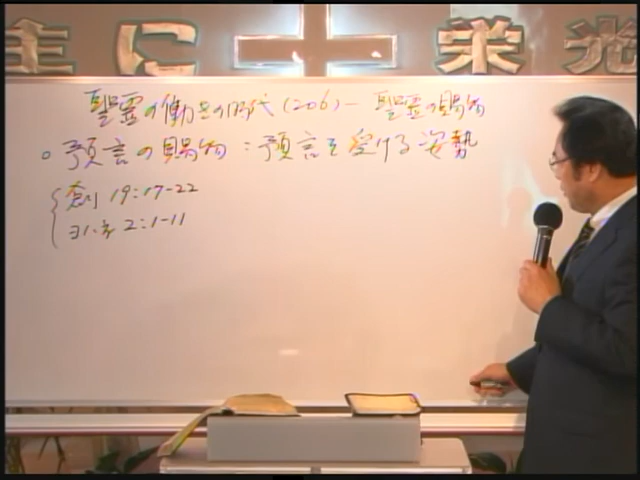 主に栄光
聖霊の働きの時代(206)－聖霊の賜物
○預言の賜物：預言を受ける姿勢
創 19:17-22
ヨハネ 2:1-11